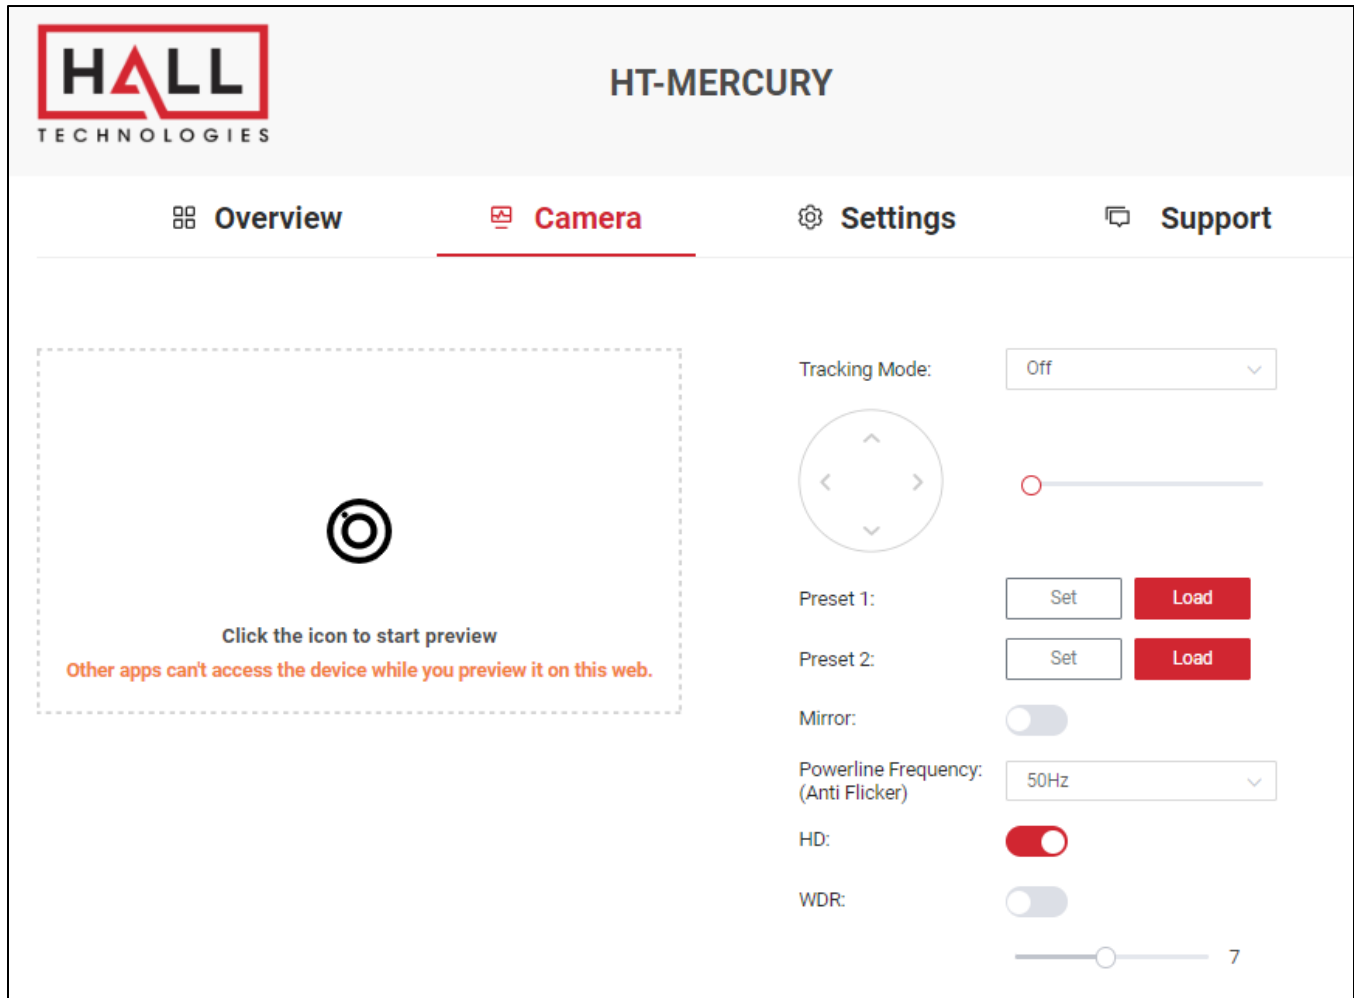 HALL
TECHNOLOGIES
HT-MERCURY
Overview
Camera
Settings
Support
Click the icon to start preview
Other apps can't access the device while you preview it on this web.
Tracking Mode:
Off
Preset 1:
Set
Load
Preset 2:
Set
Load
Mirror:
Powerline Frequency:
(Anti Flicker)
50Hz
HD:
WDR:
7